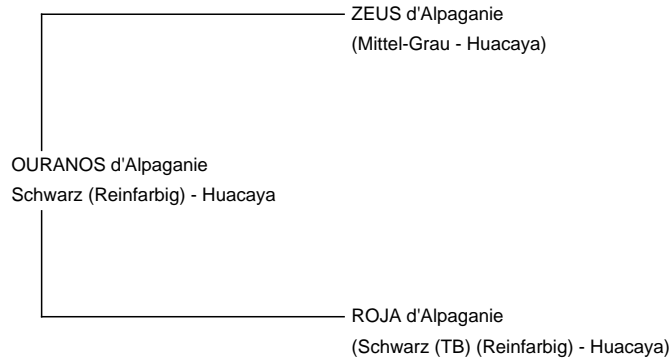 ZEUS d'Alpaganie
(Mittel-Grau - Huacaya)
OURANOS d'Alpaganie
Schwarz (Reinfarbig) - Huacaya
ROJA d'Alpaganie
(Schwarz (TB) (Reinfarbig) - Huacaya)